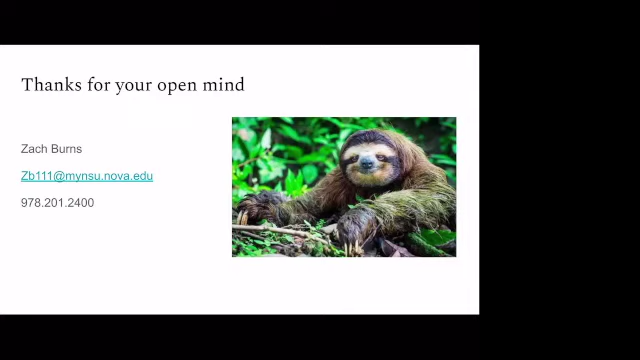 Thanks for your open mind
Zach Burns
Zb111@mynsu.nova.edu
978.201.2400